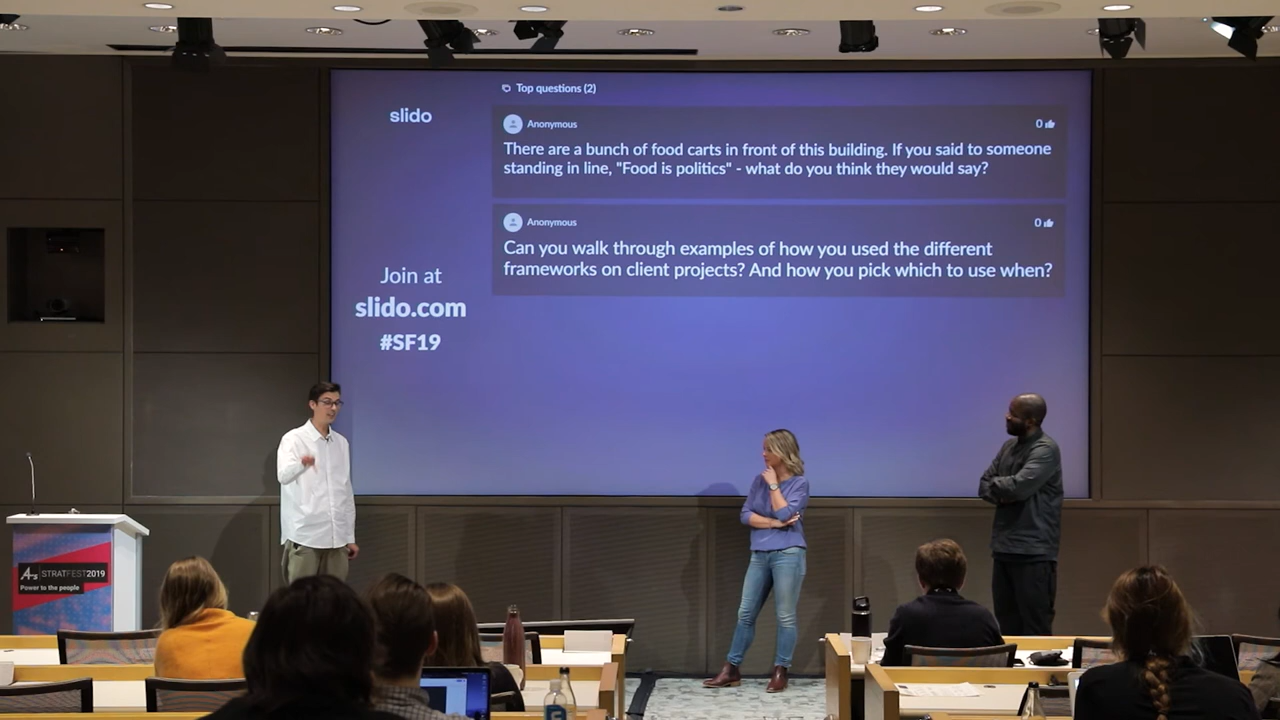 Top questions (2)
slido
Anonymous
0
There are a bunch of food carts in front of this building. If you said to someone
standing in line, "Food is politics" - what do you think they would say?
Anonymous
0
Can you walk through examples of how you used the different
frameworks on client projects? And how you pick which to use when?
Join at
slido.com
#SF19
4A's STRATFEST2019
Power to the people